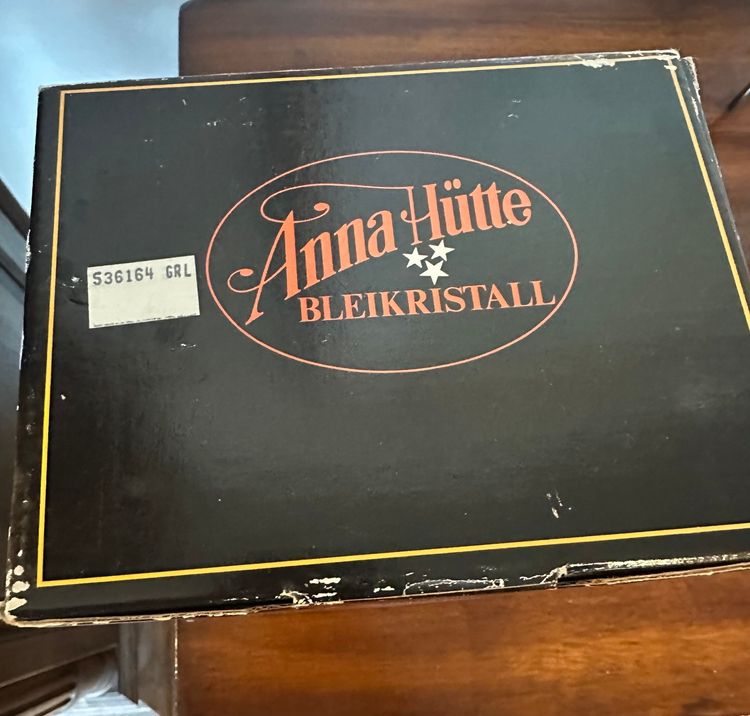 536164 GRL
Anna Hütte
BLEIKRISTALL